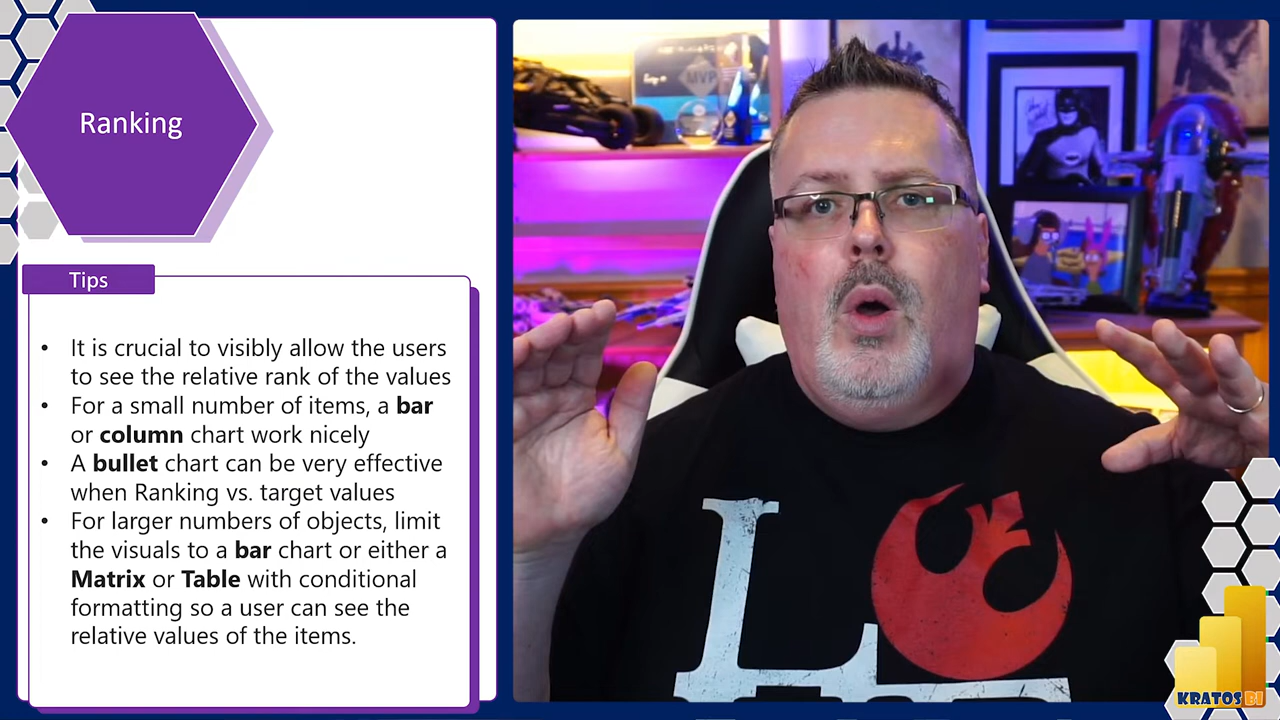 Ranking
Tips
• It is crucial to visibly allow the users
to see the relative rank of the values
• For a small number of items, a bar
or column chart work nicely
• A bullet chart can be very effective
when Ranking vs. target values
• For larger numbers of objects, limit
the visuals to a bar chart or either a
Matrix or Table with conditional
formatting so a user can see the
relative values of the items.
MVP
L
KRATOS BI